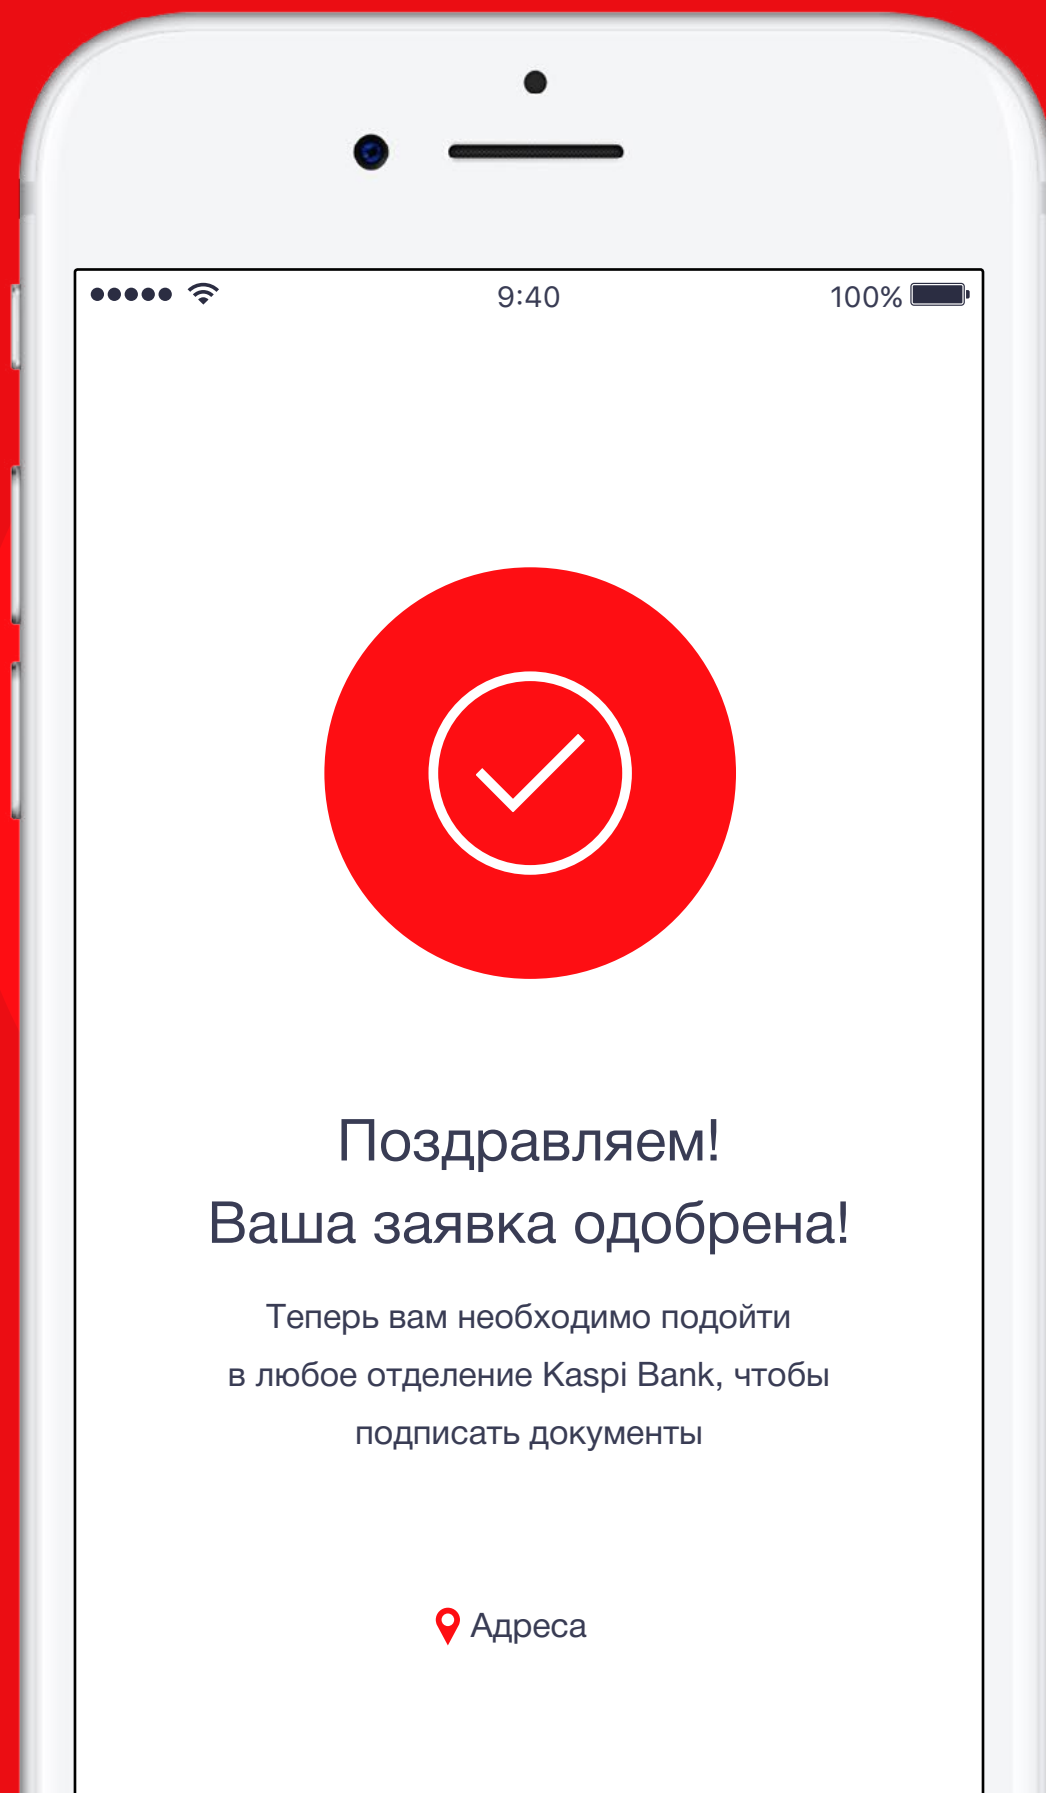 9:40
100%
Поздравляем!
Ваша заявка одобрена!
Теперь вам необходимо подойти
в любое отделение Kaspi Bank, чтобы
подписать документы
Адреса